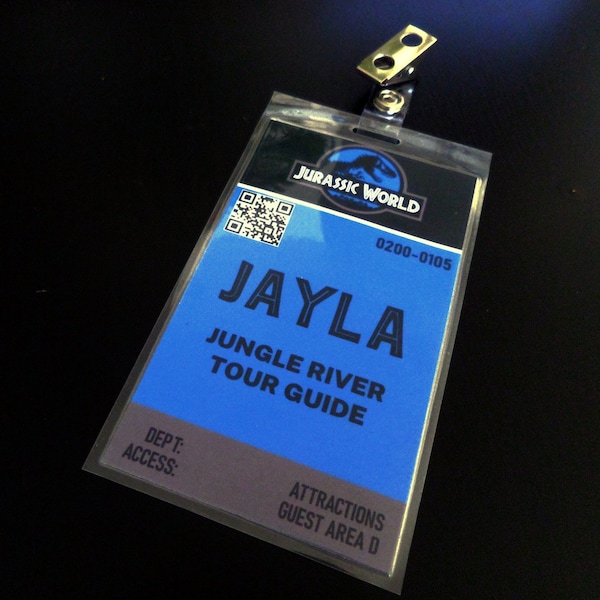 JURASSIC WORLD
0200-0105
JAYLA
JUNGLE RIVER
TOUR GUIDE
DEPT: ATTRACTIONS
ACCESS: GUEST AREA D